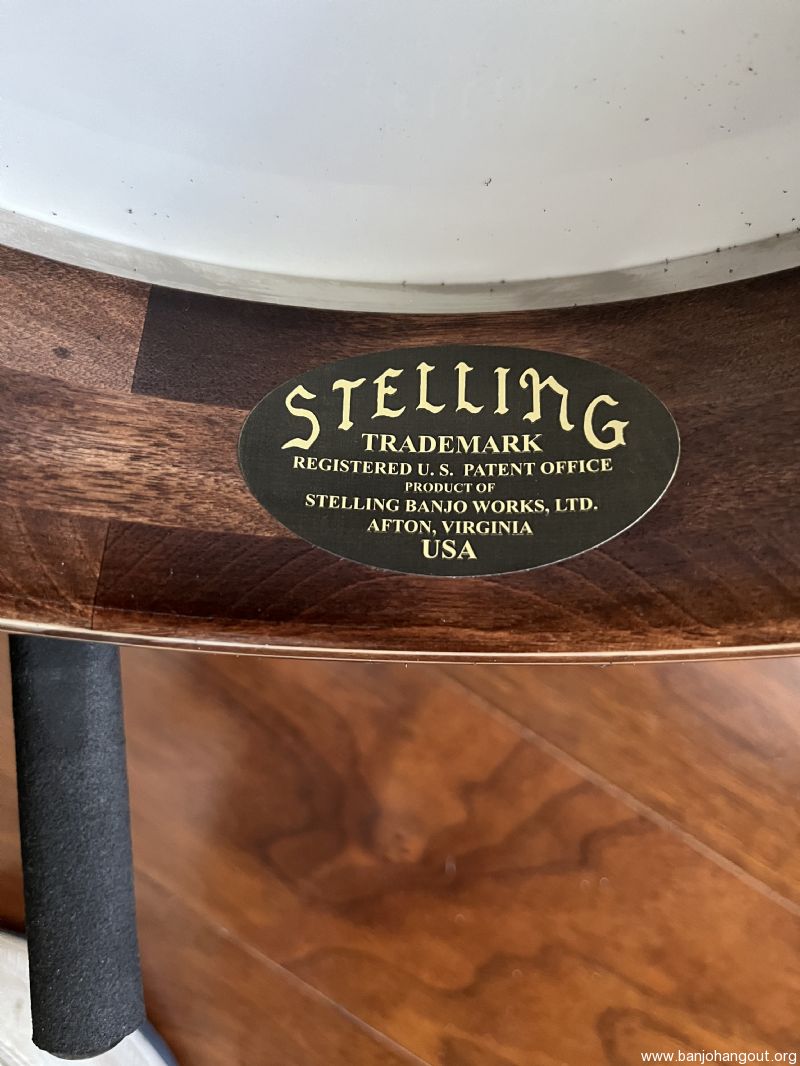 STELLING
TRADEMARK
REGISTERED U. S. PATENT OFFICE
PRODUCT OF
STELLING BANJO WORKS, LTD.
AFTON, VIRGINIA
USA
www.banjohangout.org